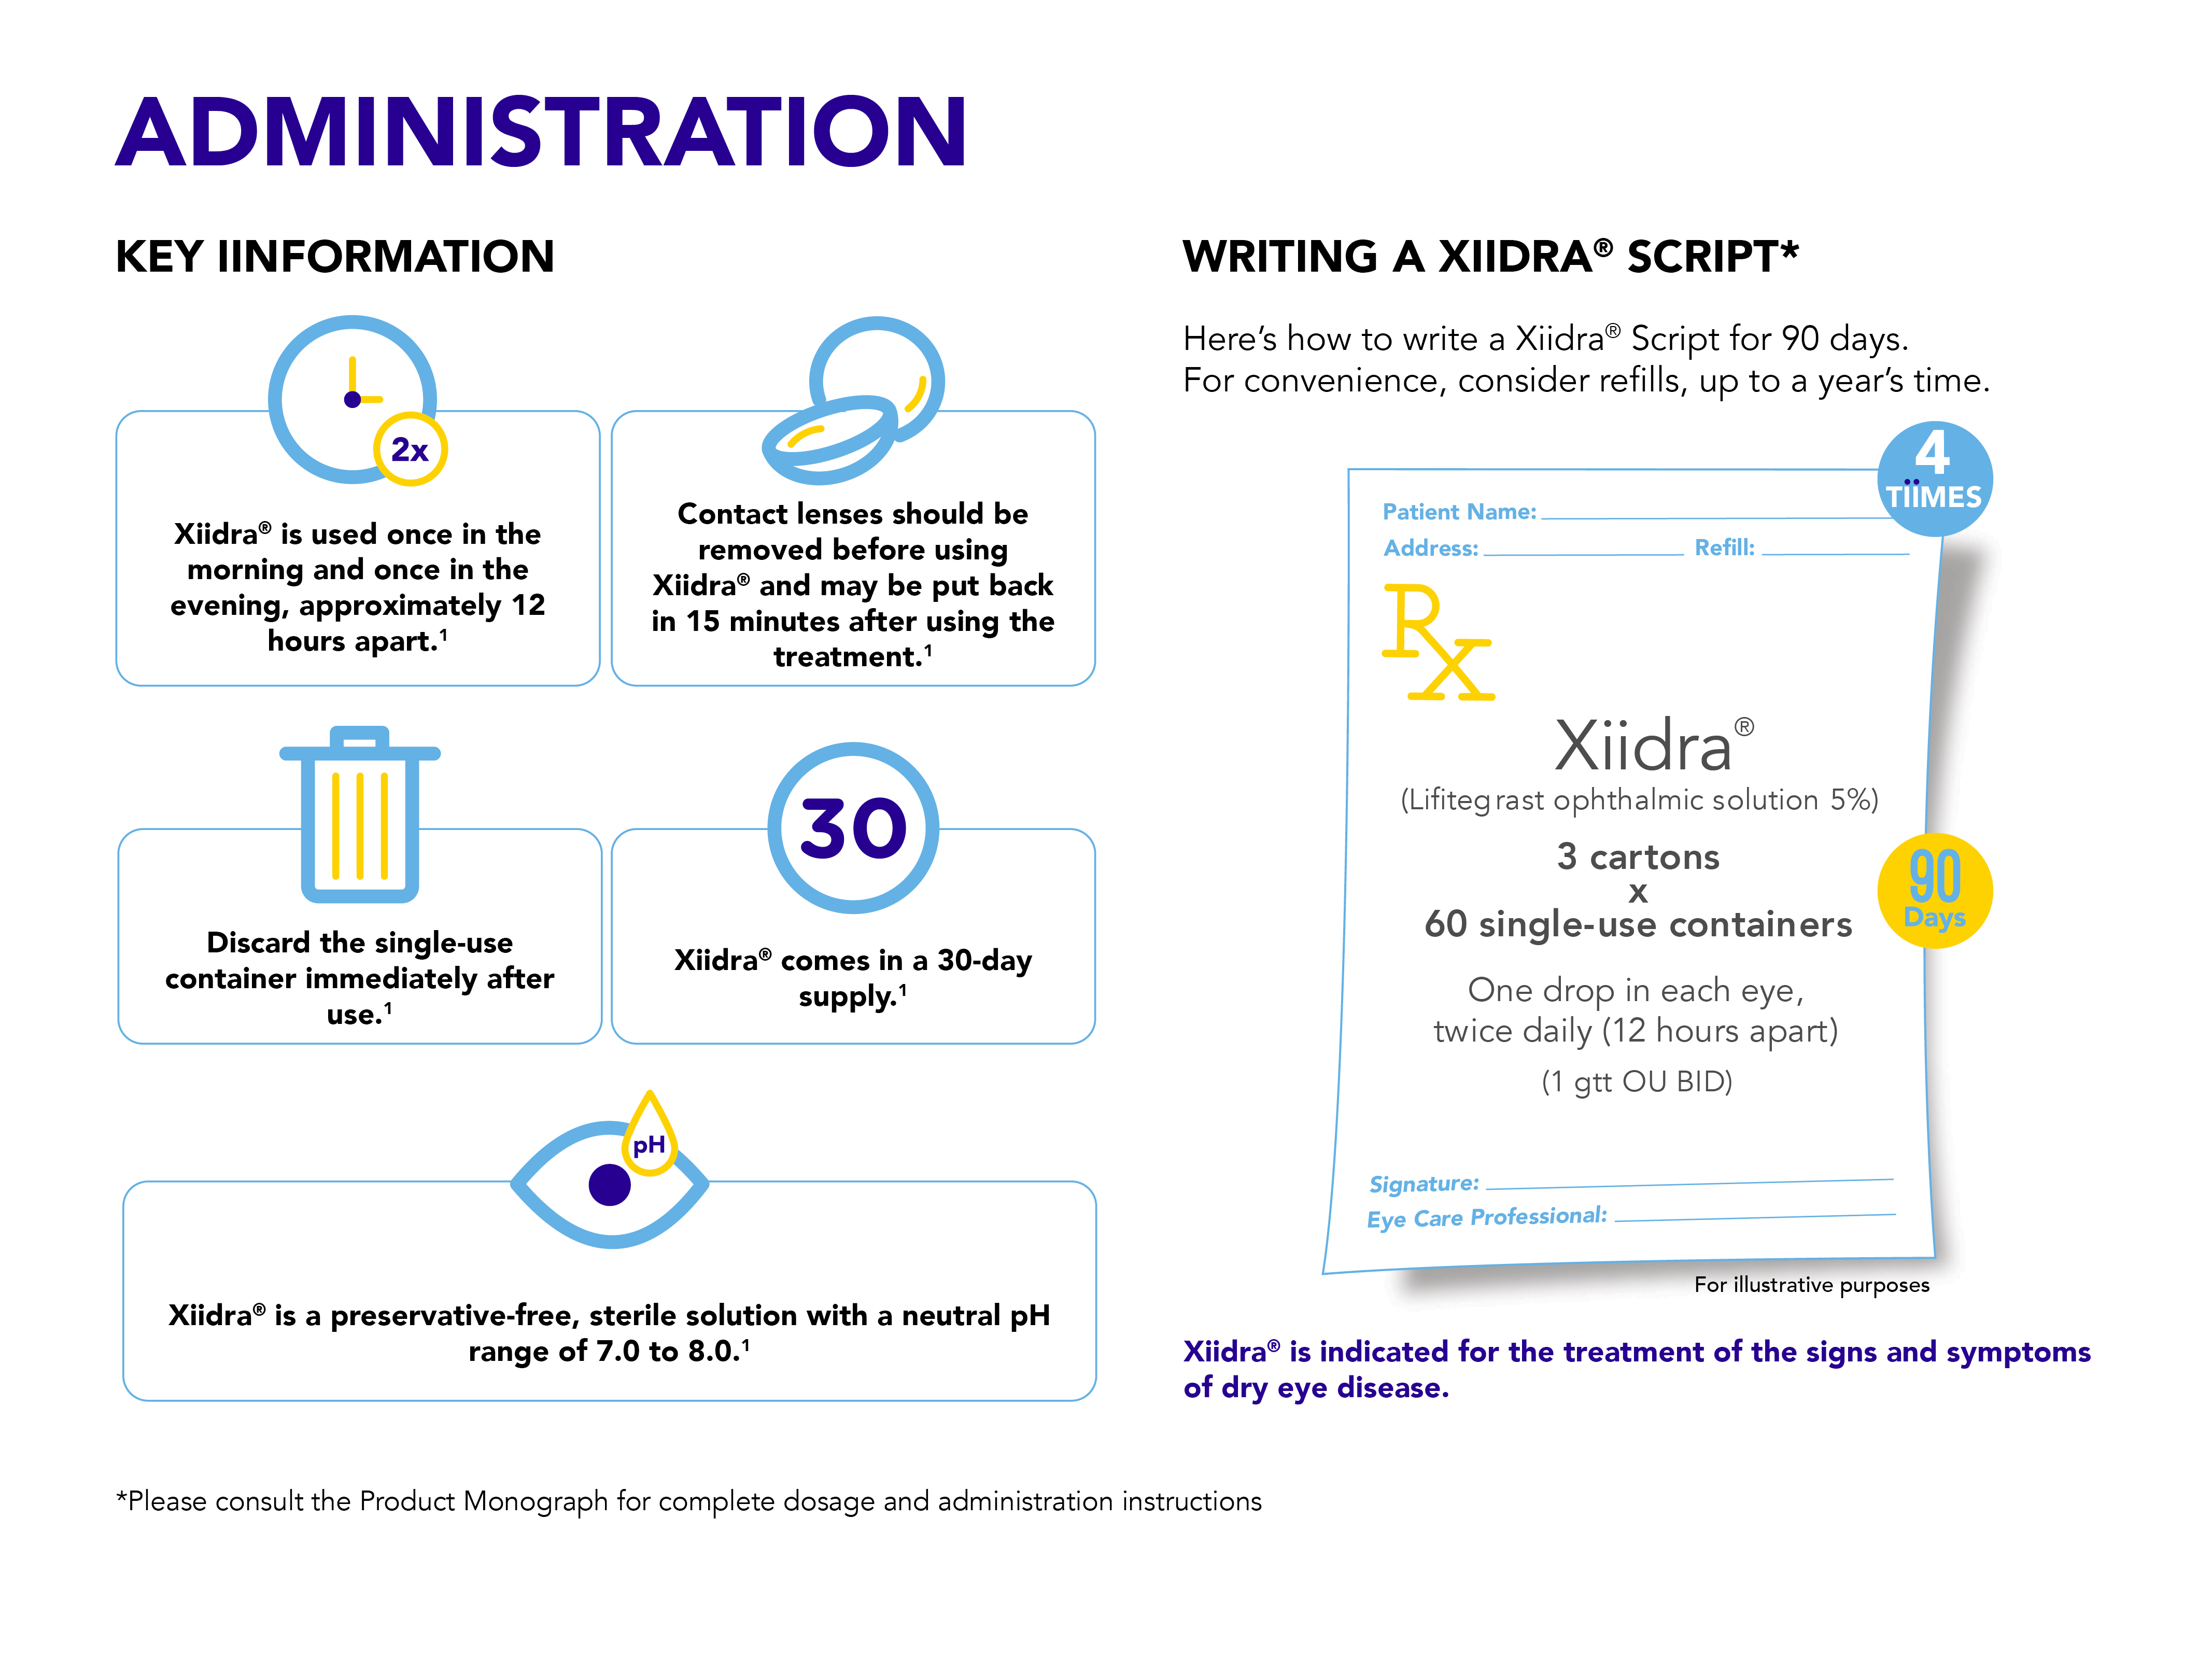 ADMINISTRATION
KEY IINFORMATION
2x
Xiidra® is used once in the
morning and once in the
evening, approximately 12
hours apart.¹
Contact lenses should be
removed before using
Xiidra® and may be put back
in 15 minutes after using the
treatment.¹
Discard the single-use
container immediately after
use.¹
30
Xiidra® comes in a 30-day
supply.¹
pH
Xiidra® is a preservative-free, sterile solution with a neutral pH
range of 7.0 to 8.0.¹
WRITING A XIIDRA® SCRIPT*
Here’s how to write a Xiidra® Script for 90 days.
For convenience, consider refills, up to a year’s time.
4
TïïMES
Patient Name:
Address: Refill:
Rx
Xiidra®
(Lifitegrast ophthalmic solution 5%)
3 cartons
x
60 single-use containers
90
Days
One drop in each eye,
twice daily (12 hours apart)
(1 gtt OU BID)
Signature:
Eye Care Professional:
For illustrative purposes
Xiidra® is indicated for the treatment of the signs and symptoms
of dry eye disease.
*Please consult the Product Monograph for complete dosage and administration instructions